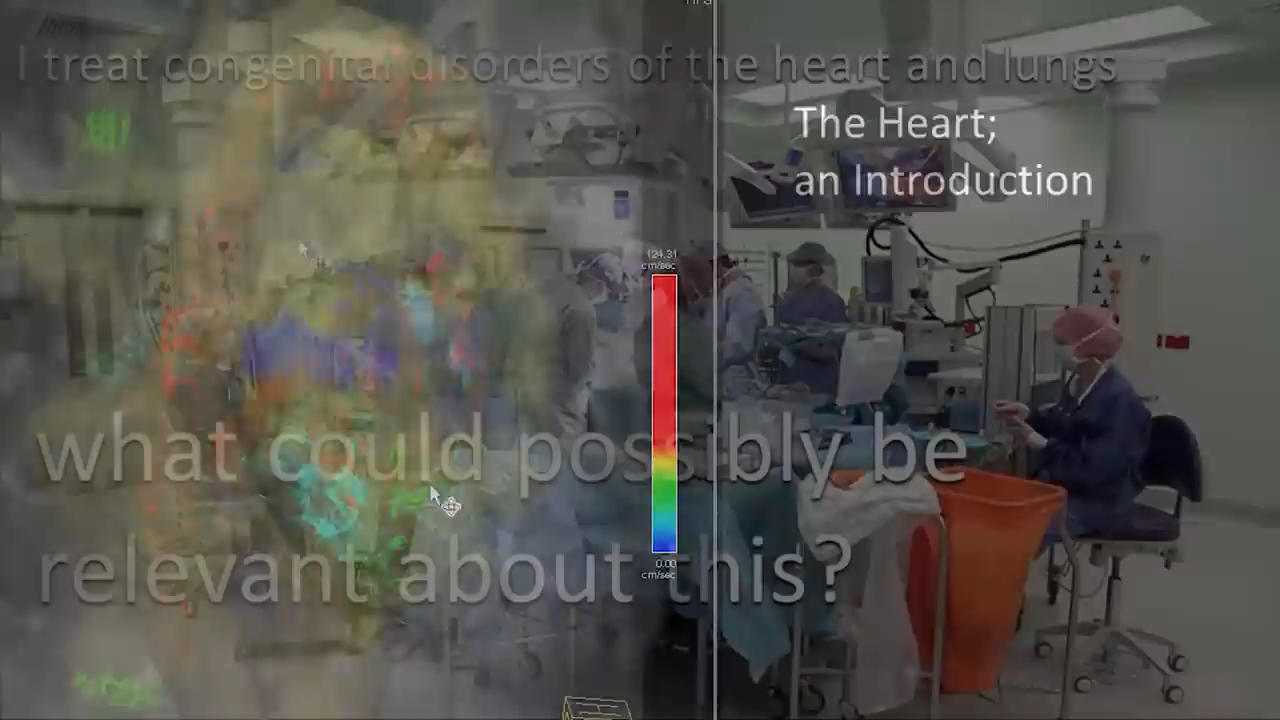 I treat congenital disorders of the heart and lungs
The Heart;
an Introduction
124.31
cm/sec
what could possibly be
relevant about this?
0.00
cm/sec